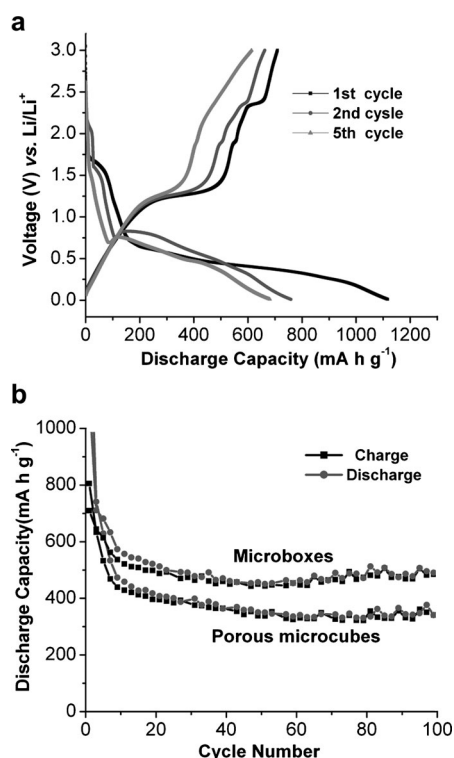 a
3.0
2.5
2.0
1.5
1.0
0.5
0.0
Voltage (V) vs. Li/Li⁺
1st cycle
2nd cysle
5th cycle
0 200 400 600 800 1000 1200
Discharge Capacity (mA h g⁻¹)
b
1000
800
600
400
200
0
Discharge Capacity(mA h g⁻¹)
Charge
Discharge
Microboxes
Porous microcubes
0 20 40 60 80 100
Cycle Number